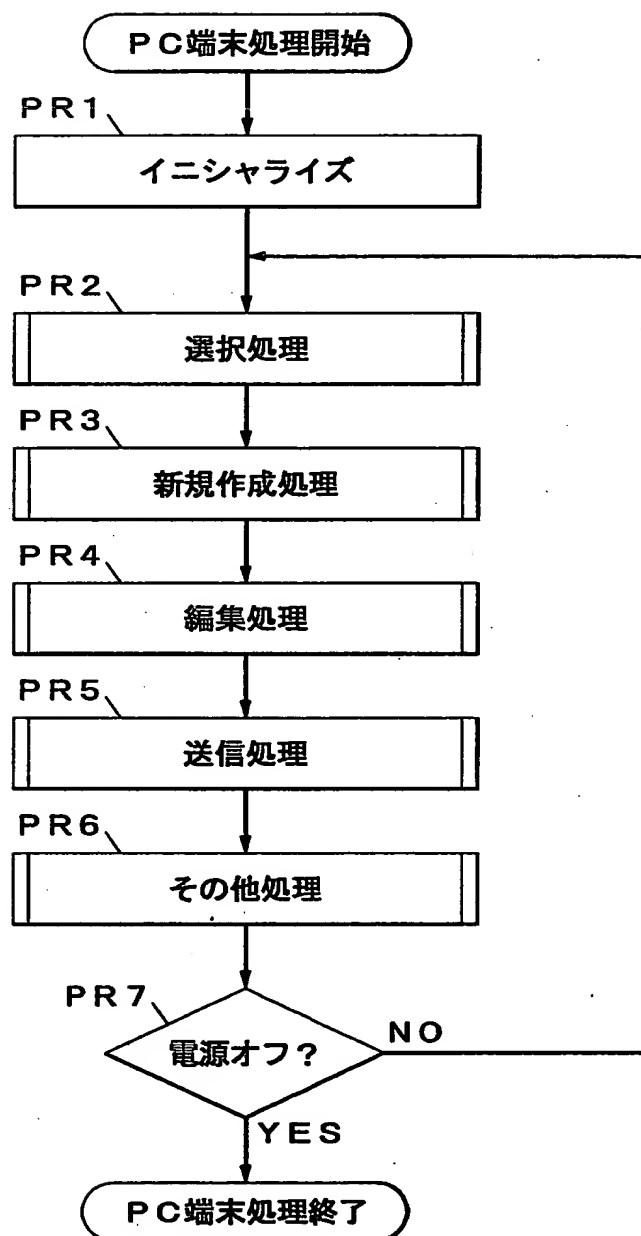 PC端末処理開始
PR1
イニシャライズ
PR2
選択処理
PR3
新規作成処理
PR4
編集処理
PR5
送信処理
PR6
その他処理
PR7
電源オフ?
NO
YES
PC端末処理終了